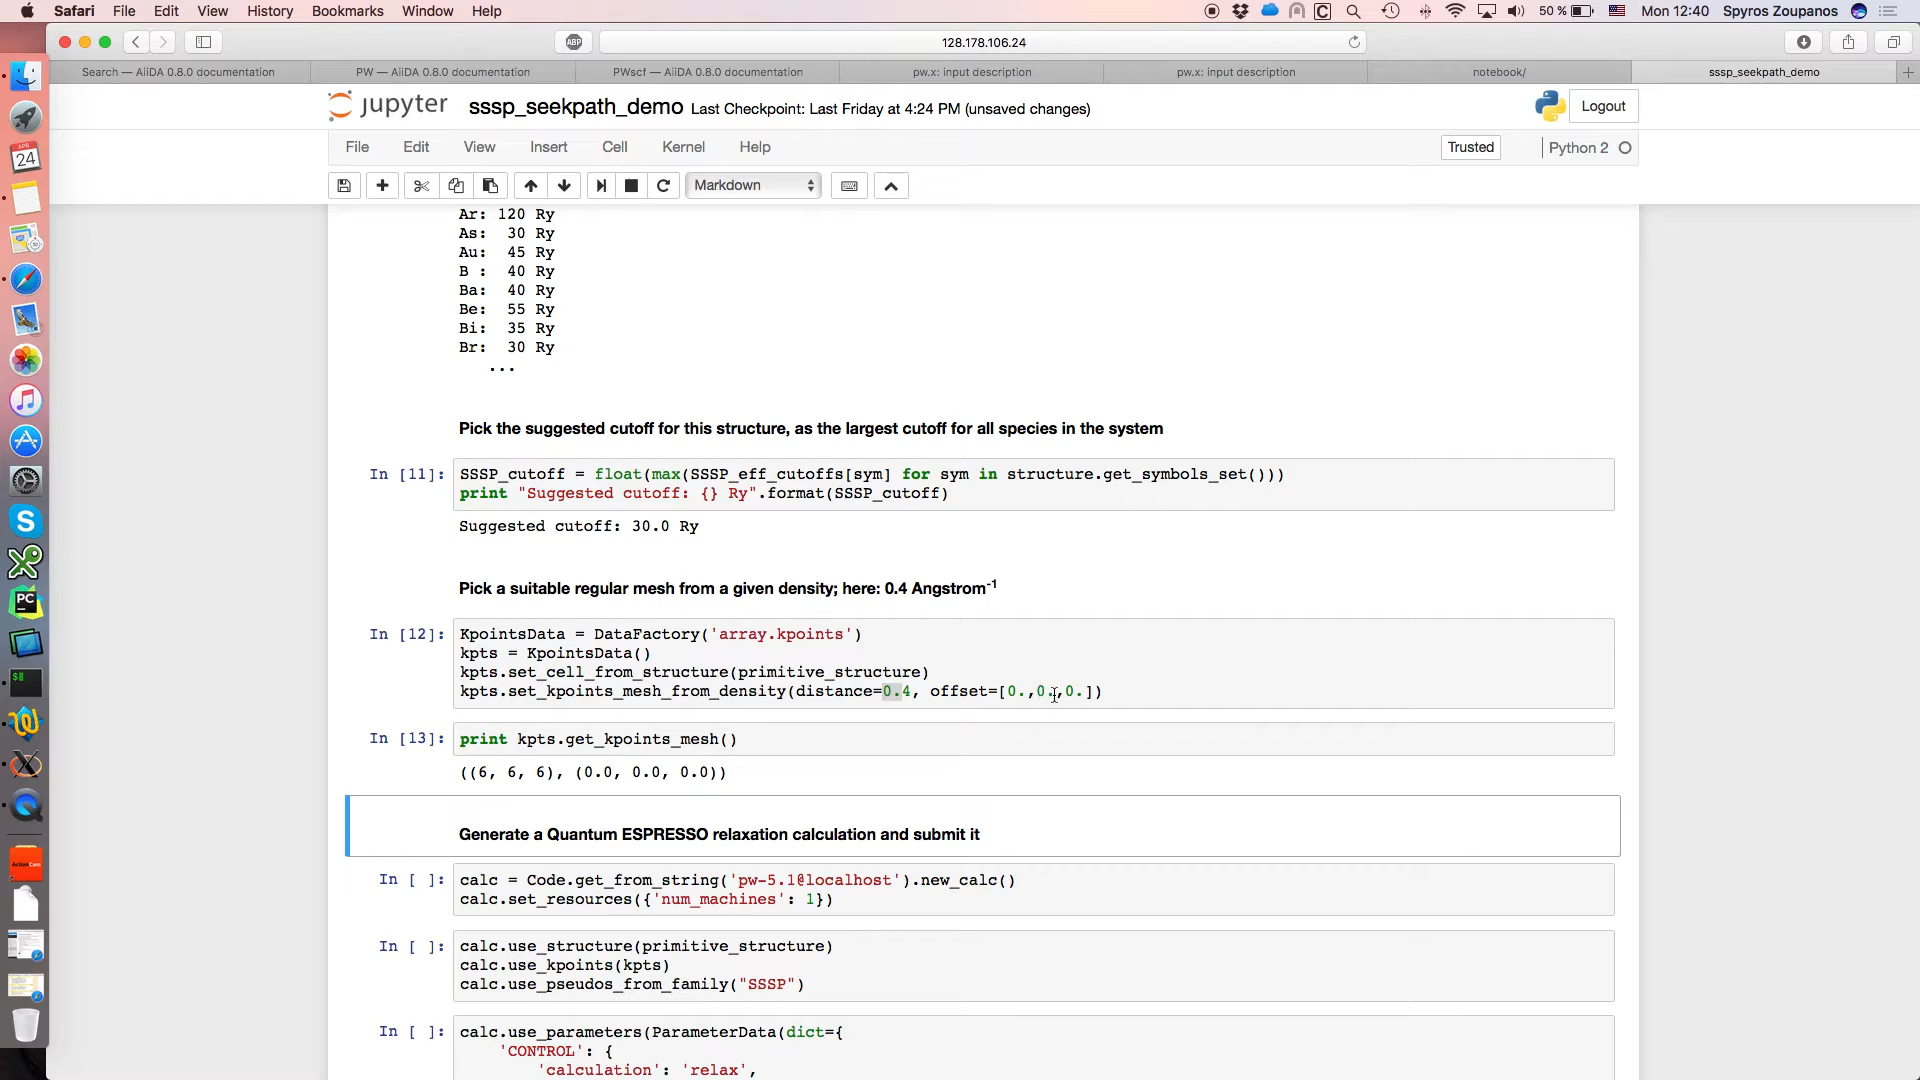 Safari File Edit View History Bookmarks Window Help
50 % Mon 12:40 Spyros Zoupanos
ABP 128.178.106.24
Search — AiiDA 0.8.0 documentation
PW — AiiDA 0.8.0 documentation
PWscf — AiiDA 0.8.0 documentation
pw.x: input description
pw.x: input description
notebook/
sssp_seekpath_demo
jupyter sssp_seekpath_demo Last Checkpoint: Last Friday at 4:24 PM (unsaved changes)
Logout
File Edit View Insert Cell Kernel Help
Trusted
Python 2
Markdown
APR
24
PC
ActionCam
Ar: 120 Ry
As: 30 Ry
Au: 45 Ry
B : 40 Ry
Ba: 40 Ry
Be: 55 Ry
Bi: 35 Ry
Br: 30 Ry
...
Pick the suggested cutoff for this structure, as the largest cutoff for all species in the system
In [11]: SSSP_cutoff = float(max(SSSP_eff_cutoffs[sym] for sym in structure.get_symbols_set()))
print "Suggested cutoff: {} Ry".format(SSSP_cutoff)
Suggested cutoff: 30.0 Ry
Pick a suitable regular mesh from a given density; here: 0.4 Angstrom-1
In [12]: KpointsData = DataFactory('array.kpoints')
kpts = KpointsData()
kpts.set_cell_from_structure(primitive_structure)
kpts.set_kpoints_mesh_from_density(distance=0.4, offset=[0.,0.,0.])
In [13]: print kpts.get_kpoints_mesh()
((6, 6, 6), (0.0, 0.0, 0.0))
Generate a Quantum ESPRESSO relaxation calculation and submit it
In [ ]: calc = Code.get_from_string('pw-5.1@localhost').new_calc()
calc.set_resources({'num_machines': 1})
In [ ]: calc.use_structure(primitive_structure)
calc.use_kpoints(kpts)
calc.use_pseudos_from_family("SSSP")
In [ ]: calc.use_parameters(ParameterData(dict={
'CONTROL': {
'calculation': 'relax',